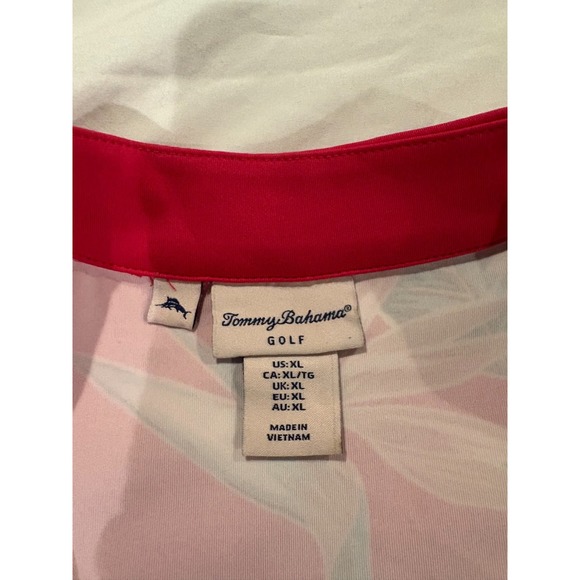 Tommy Bahama®
GOLF
US: XL
CA: XL/TG
UK: XL
EU: XL
AU: XL
MADE IN
VIETNAM